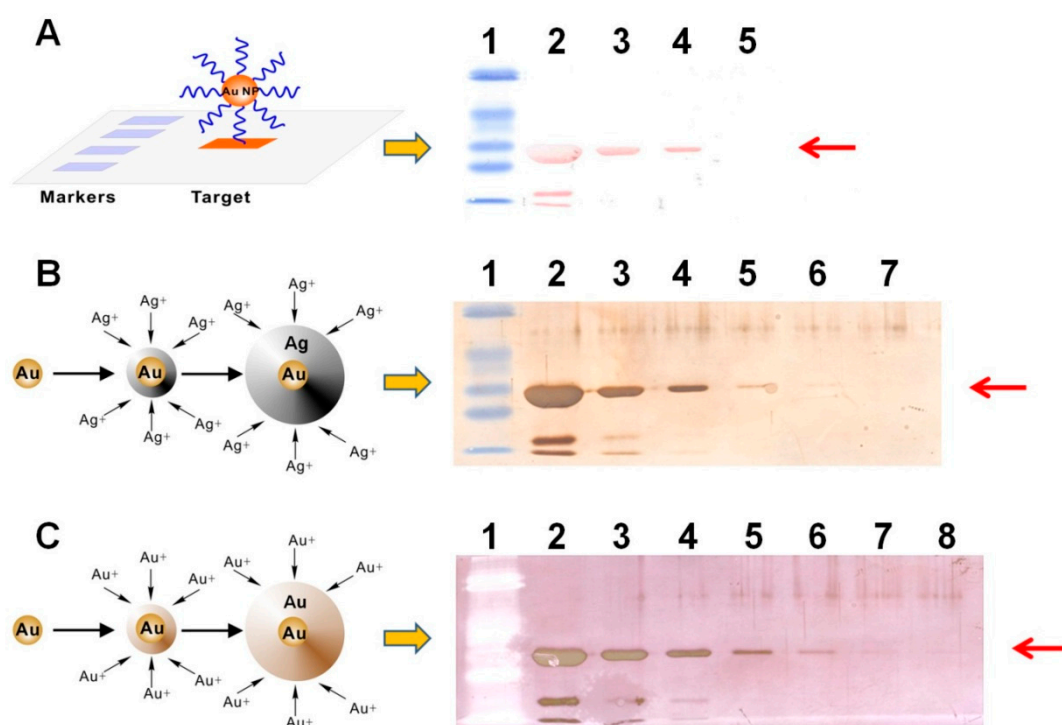 A
1 2 3 4 5
Au NP
Markers Target
B
1 2 3 4 5 6 7
Ag+ Ag+ Ag+
Ag+ Ag+ Ag+
Ag
Au Au Au
Ag+ Ag+ Ag+
Ag+ Ag+ Ag+
C
1 2 3 4 5 6 7 8
Au+ Au+ Au+
Au+ Au+ Au+
Au
Au Au Au
Au+ Au+ Au+
Au+ Au+ Au+